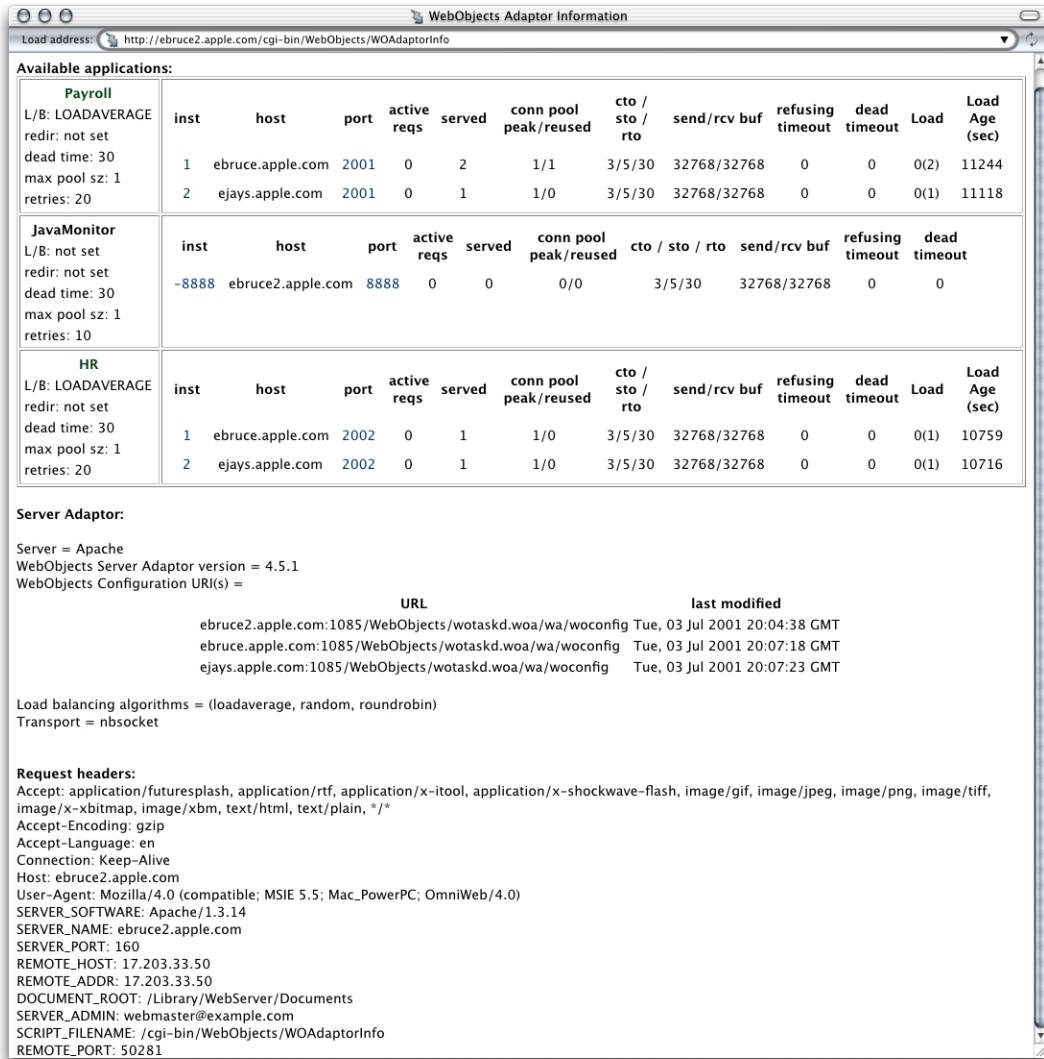 WebObjects Adaptor Information
Load address: http://ebruce2.apple.com/cgi-bin/WebObjects/WOAdaptorInfo
Available applications:
Payroll
L/B: LOADAVERAGE
redir: not set
dead time: 30
max pool sz: 1
retries: 20
inst host port active reqs served conn pool peak/reused cto / sto / rto send/rcv buf refusing timeout dead timeout Load Load Age (sec)
1 ebruce.apple.com 2001 0 2 1/1 3/5/30 32768/32768 0 0 0(2) 11244
2 ejays.apple.com 2001 0 1 1/0 3/5/30 32768/32768 0 0 0(1) 11118
JavaMonitor
L/B: not set
redir: not set
dead time: 30
max pool sz: 1
retries: 10
inst host port active reqs served conn pool peak/reused cto / sto / rto send/rcv buf refusing timeout dead timeout
-8888 ebruce2.apple.com 8888 0 0 0/0 3/5/30 32768/32768 0 0
HR
L/B: LOADAVERAGE
redir: not set
dead time: 30
max pool sz: 1
retries: 20
inst host port active reqs served conn pool peak/reused cto / sto / rto send/rcv buf refusing timeout dead timeout Load Load Age (sec)
1 ebruce.apple.com 2002 0 1 1/0 3/5/30 32768/32768 0 0 0(1) 10759
2 ejays.apple.com 2002 0 1 1/0 3/5/30 32768/32768 0 0 0(1) 10716
Server Adaptor:
Server = Apache
WebObjects Server Adaptor version = 4.5.1
WebObjects Configuration URI(s) =
URL last modified
ebruce2.apple.com:1085/WebObjects/wotaskd.woa/wa/woconfig Tue, 03 Jul 2001 20:04:38 GMT
ebruce.apple.com:1085/WebObjects/wotaskd.woa/wa/woconfig Tue, 03 Jul 2001 20:07:18 GMT
ejays.apple.com:1085/WebObjects/wotaskd.woa/wa/woconfig Tue, 03 Jul 2001 20:07:23 GMT
Load balancing algorithms = (loadaverage, random, roundrobin)
Transport = nbsocket
Request headers:
Accept: application/futuresplash, application/rtf, application/x-itool, application/x-shockwave-flash, image/gif, image/jpeg, image/png, image/tiff,
image/x-xbitmap, image/xbm, text/html, text/plain, */*
Accept-Encoding: gzip
Accept-Language: en
Connection: Keep-Alive
Host: ebruce2.apple.com
User-Agent: Mozilla/4.0 (compatible; MSIE 5.5; Mac_PowerPC; OmniWeb/4.0)
SERVER_SOFTWARE: Apache/1.3.14
SERVER_NAME: ebruce2.apple.com
SERVER_PORT: 160
REMOTE_HOST: 17.203.33.50
REMOTE_ADDR: 17.203.33.50
DOCUMENT_ROOT: /Library/WebServer/Documents
SERVER_ADMIN: webmaster@example.com
SCRIPT_FILENAME: /cgi-bin/WebObjects/WOAdaptorInfo
REMOTE_PORT: 50281